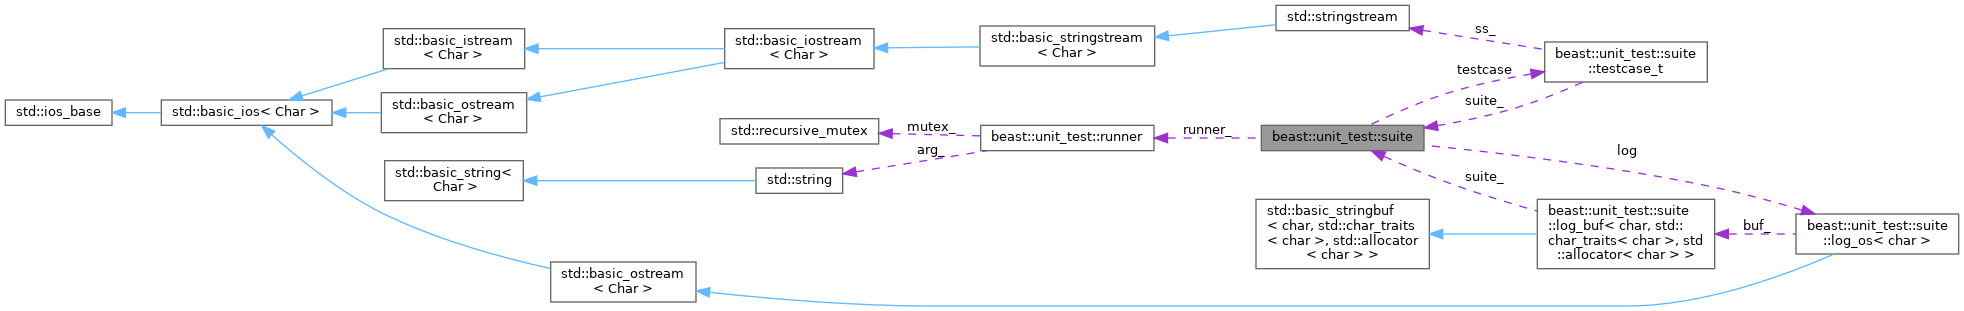 std::stringstream
ss_
std::basic_istream
< Char >
std::basic_iostream
< Char >
std::basic_stringstream
< Char >
beast::unit_test::suite
::testcase_t
testcase
suite_
std::ios_base
std::basic_ios< Char >
std::basic_ostream
< Char >
std::recursive_mutex
mutex_
arg_
beast::unit_test::runner
runner_
beast::unit_test::suite
log
std::basic_string<
Char >
std::string
suite_
std::basic_stringbuf
< char, std::char_traits
< char >, std::allocator
< char > >
beast::unit_test::suite
::log_buf< char, std::
char_traits< char >, std
::allocator< char > >
buf_
beast::unit_test::suite
::log_os< char >
std::basic_ostream
< Char >